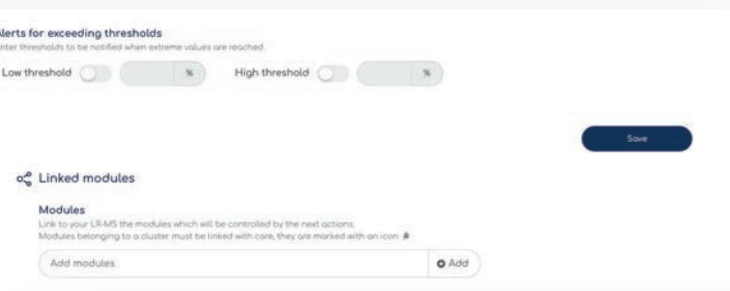 Alerts for exceeding thresholds
Enter thresholds to be notified when extreme values are reached.
Low threshold % High threshold %
Save
Linked modules
Modules
Link to your LR-MS the modules which will be controlled by the next actions.
Modules belonging to a cluster must be linked with care, they are marked with an icon
Add modules Add